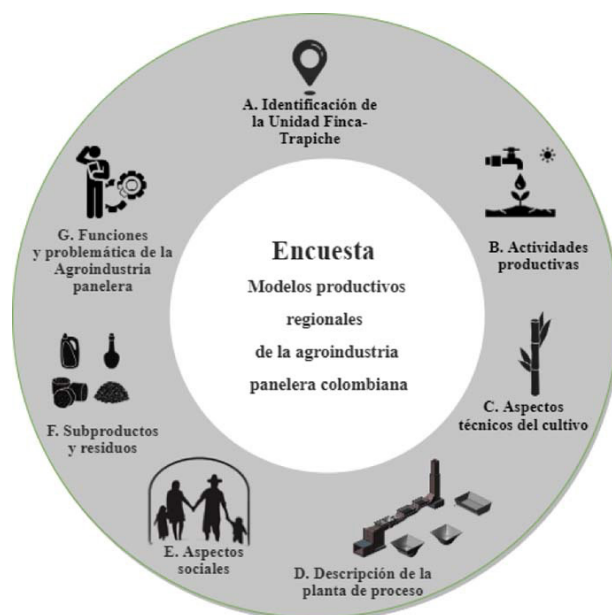 A. Identificación de
la Unidad Finca-
Trapiche
B. Actividades
productivas
C. Aspectos
técnicos del cultivo
D. Descripción de la
planta de proceso
E. Aspectos
sociales
F. Subproductos
y residuos
G. Funciones
y problemática de la
Agroindustria
panelera
Encuesta
Modelos productivos
regionales
de la agroindustria
panelera colombiana